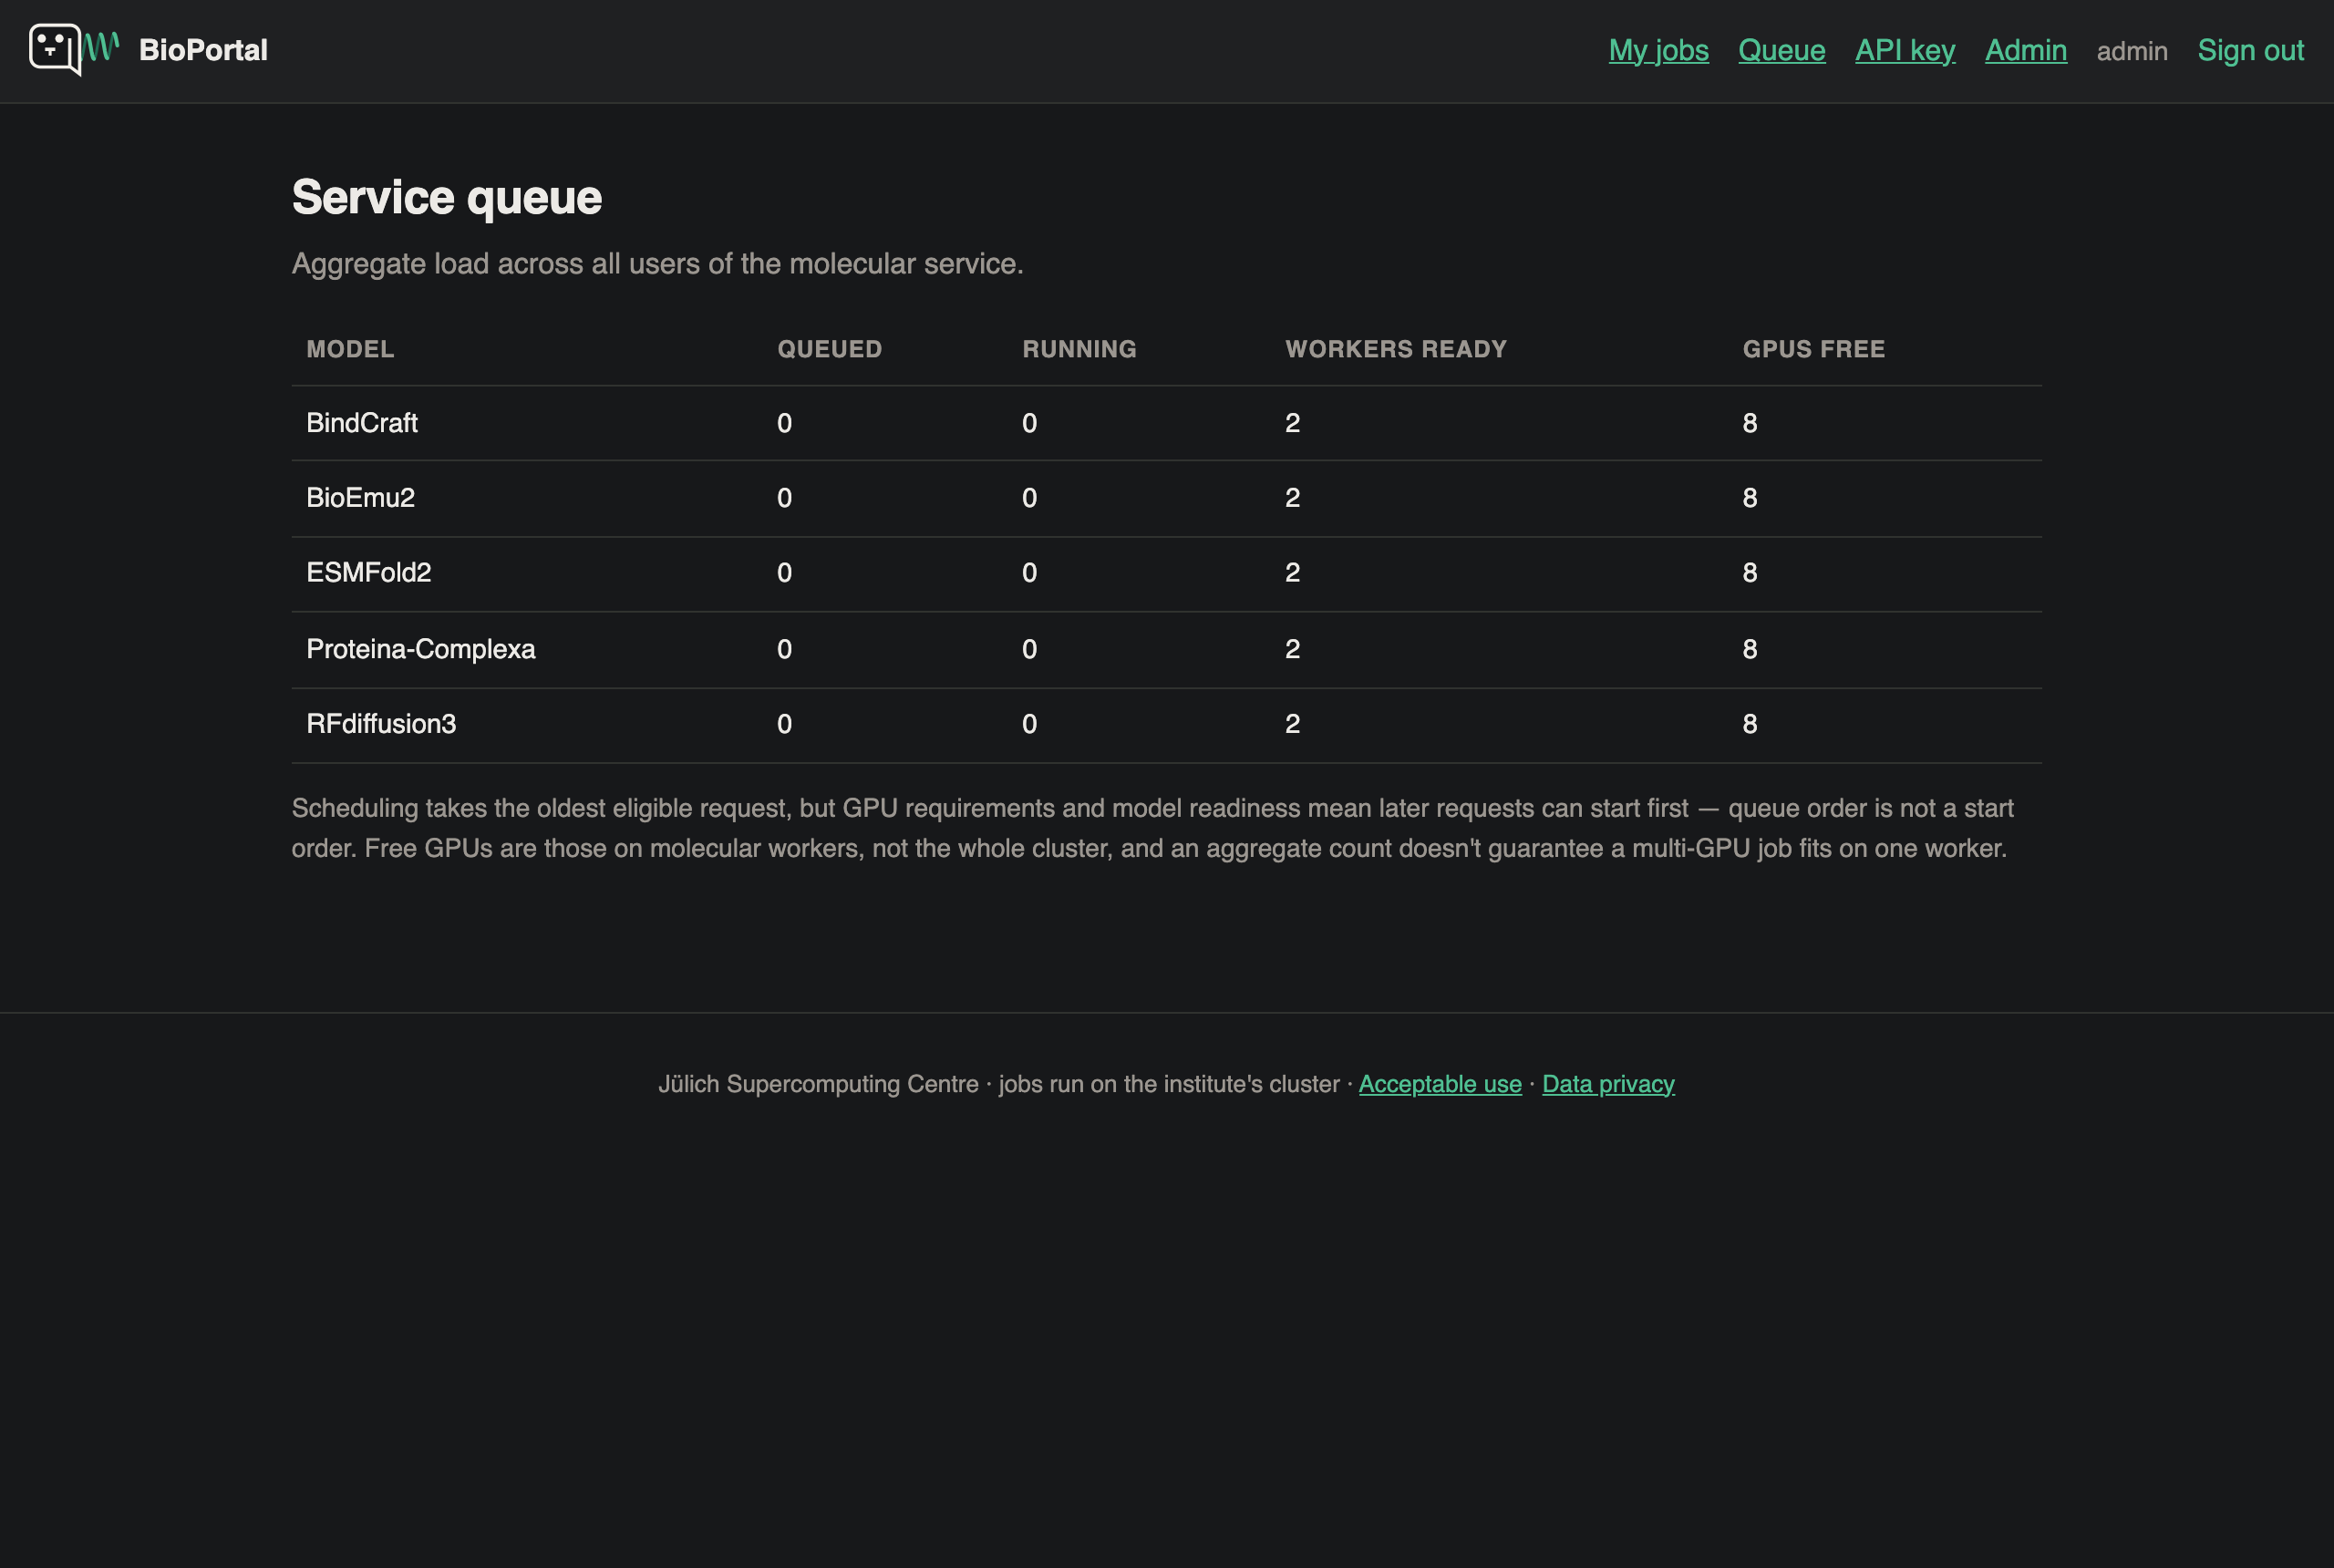 BioPortal
My jobs Queue API key Admin admin Sign out
Service queue
Aggregate load across all users of the molecular service.
MODEL QUEUED RUNNING WORKERS READY GPUS FREE
BindCraft 0 0 2 8
BioEmu2 0 0 2 8
ESMFold2 0 0 2 8
Proteina-Complexa 0 0 2 8
RFdiffusion3 0 0 2 8
Scheduling takes the oldest eligible request, but GPU requirements and model readiness mean later requests can start first — queue order is not a start
order. Free GPUs are those on molecular workers, not the whole cluster, and an aggregate count doesn't guarantee a multi-GPU job fits on one worker.
Jülich Supercomputing Centre · jobs run on the institute's cluster · Acceptable use · Data privacy